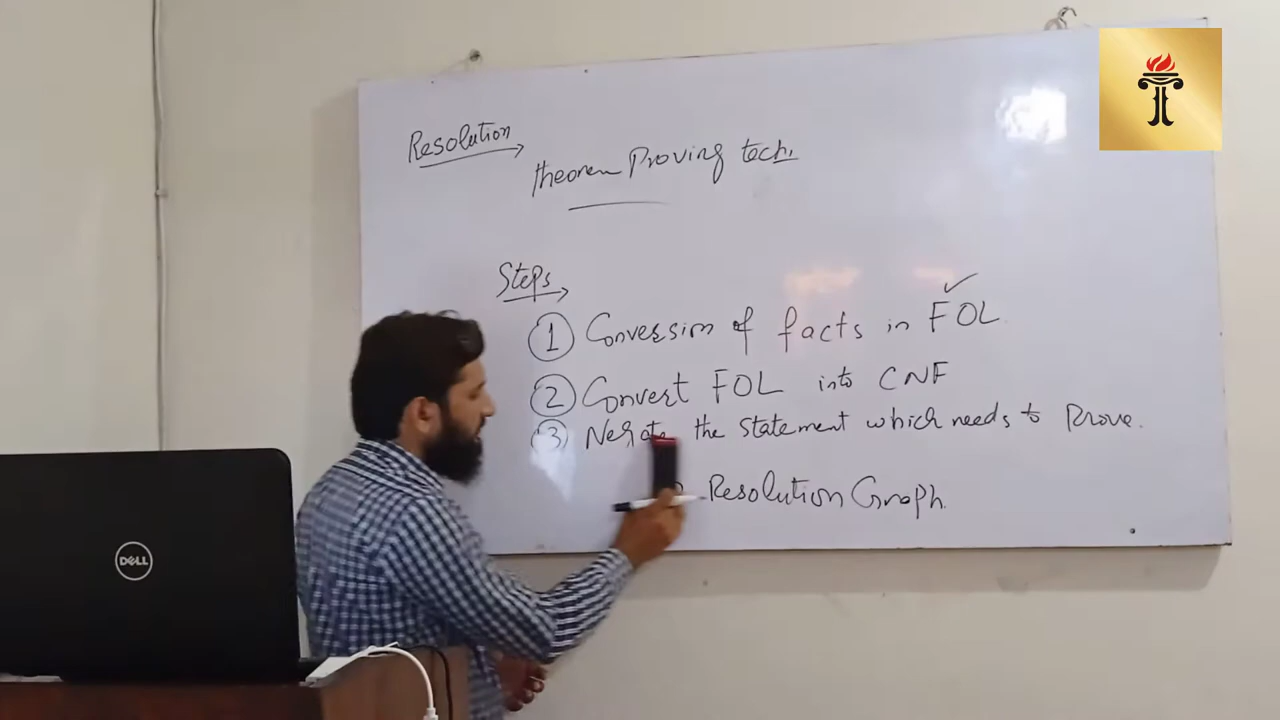 Resolution
theorem Proving tech.
Steps
1 Conversion of facts in FOL
2 Convert FOL into CNF
3 Negate the statement which needs to Prove.
Resolution Graph
DELL